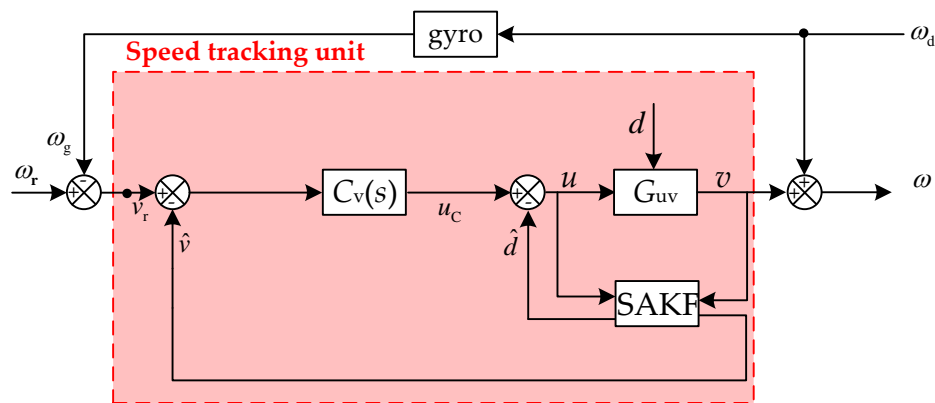 gyro
ω_d
Speed tracking unit
ω_g
d
ω_r
+
-
v_r
+
-
C_v(s)
u_C
+
-
u
G_uv
v
+
+
ω
v̂
d̂
SAKF